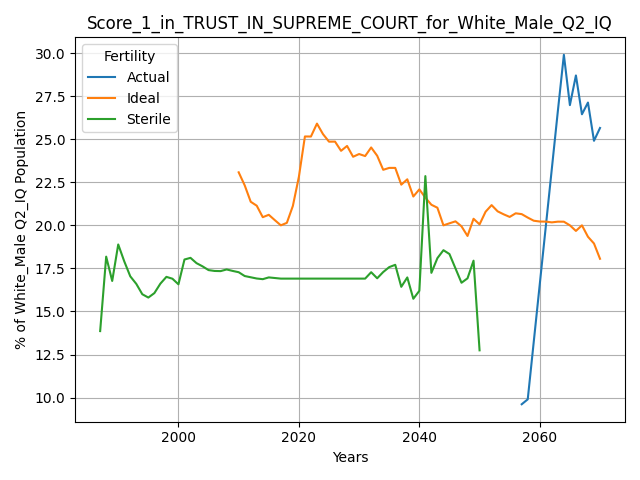 Score_1_in_TRUST_IN_SUPREME_COURT_for_White_Male_Q2_IQ
Fertility
Actual
Ideal
Sterile
30.0
27.5
25.0
22.5
20.0
17.5
15.0
12.5
10.0
% of White_Male Q2_IQ Population
2000
2020
2040
2060
Years